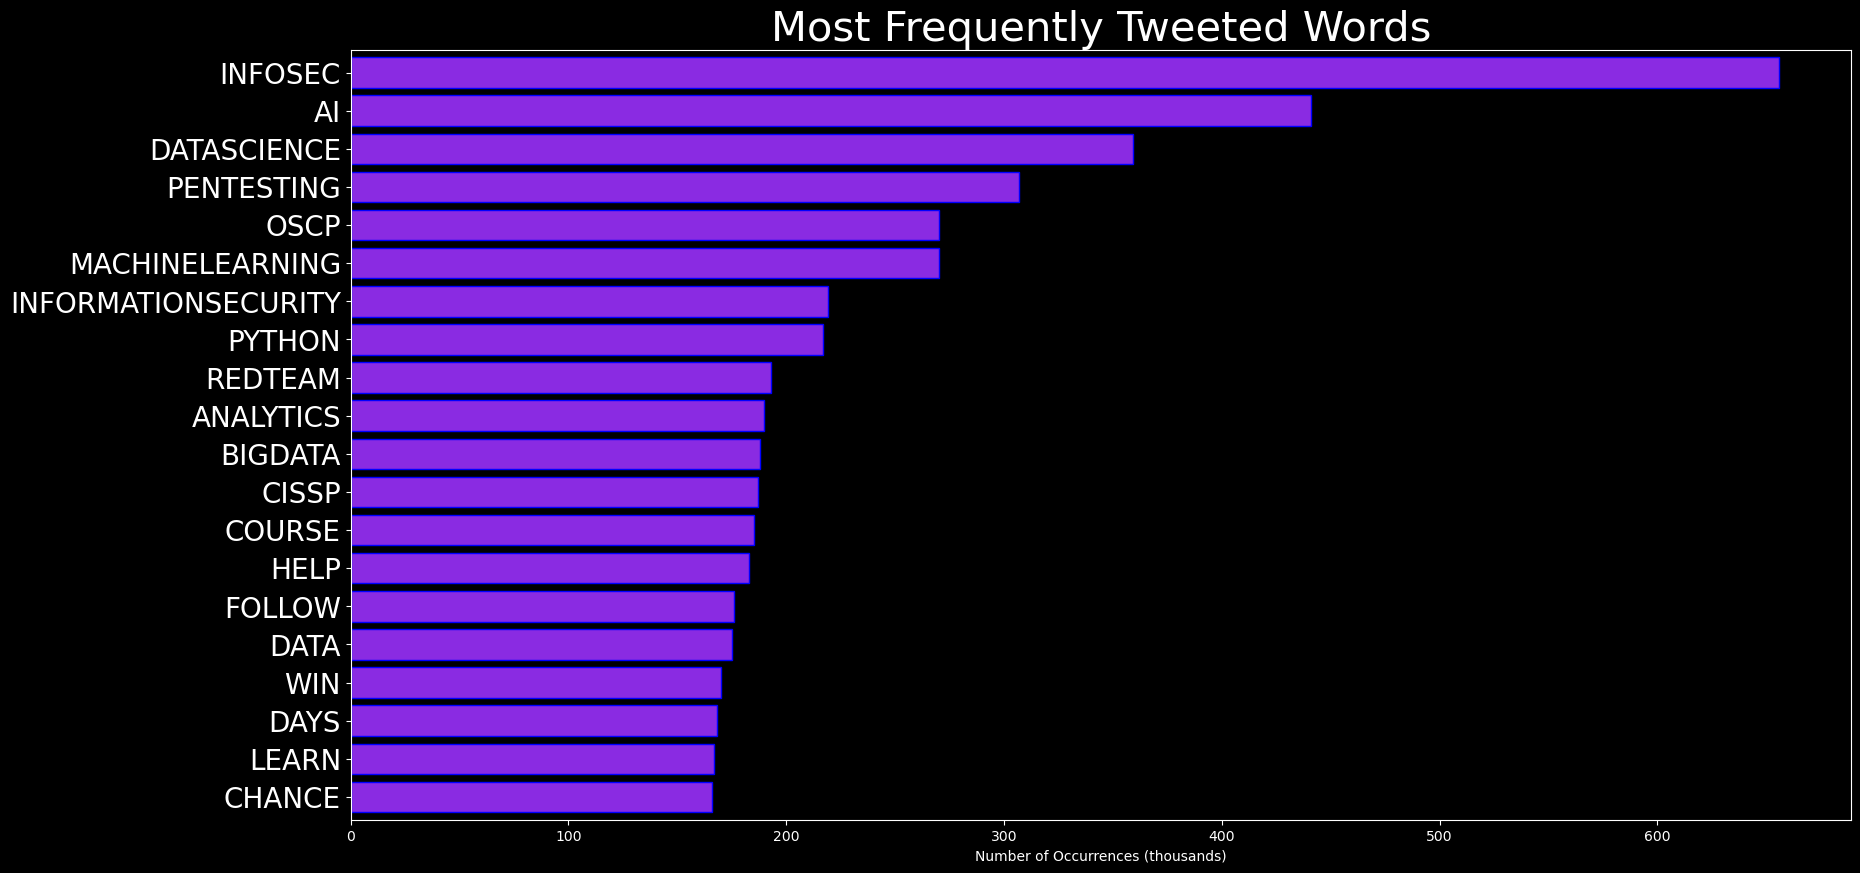 Most Frequently Tweeted Words
INFOSEC
AI
DATASCIENCE
PENTESTING
OSCP
MACHINELEARNING
INFORMATIONSECURITY
PYTHON
REDTEAM
ANALYTICS
BIGDATA
CISSP
COURSE
HELP
FOLLOW
DATA
WIN
DAYS
LEARN
CHANCE
0 100 200 300 400 500 600
Number of Occurrences (thousands)